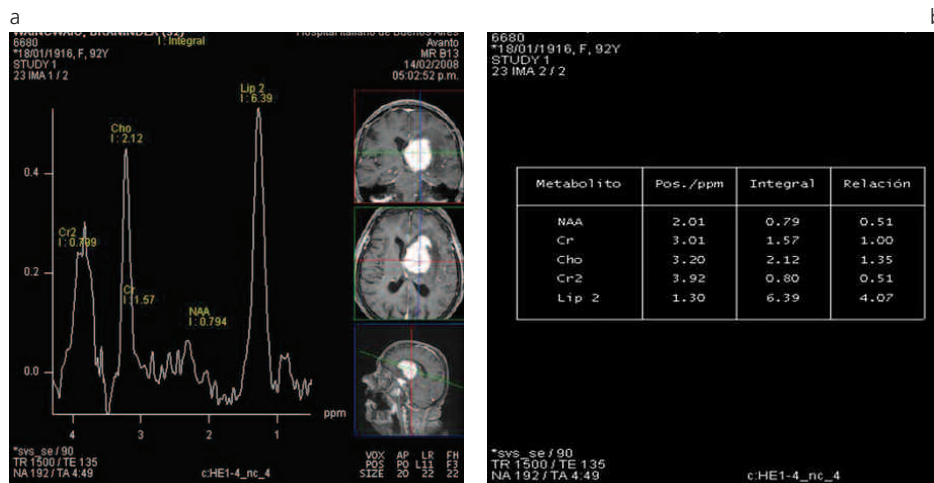 a
b
6680
*18/01/1916, F, 92Y
STUDY 1
23 IMA 1 / 2
I : Integral
Hospital Italiano de Buenos Aires
Avanto
MR B13
14/02/2008
05:02:52 p.m.
Lip 2
I : 6.39
Cho
I : 2.12
Cr2
Cr
I : 1.57
NAA
I : 0.794
0.4
0.2
0.0
4
3
2
1
ppm
*svs_se / 90
TR 1500 / TE 135
NA 192 / TA 4:49
c:HE1-4_nc_4
VOX AP LR FH
POS PO L11 F3
SIZE 20 22 22
6680
*18/01/1916, F, 92Y
STUDY 1
23 IMA 2 / 2
Metabolito Pos./ppm Integral Relación
NAA 2.01 0.79 0.51
Cr 3.01 1.57 1.00
Cho 3.20 2.12 1.35
Cr2 3.92 0.80 0.51
Lip 2 1.30 6.39 4.07
*svs_se / 90
TR 1500 / TE 135
NA 192 / TA 4:49
c:HE1-4_nc_4